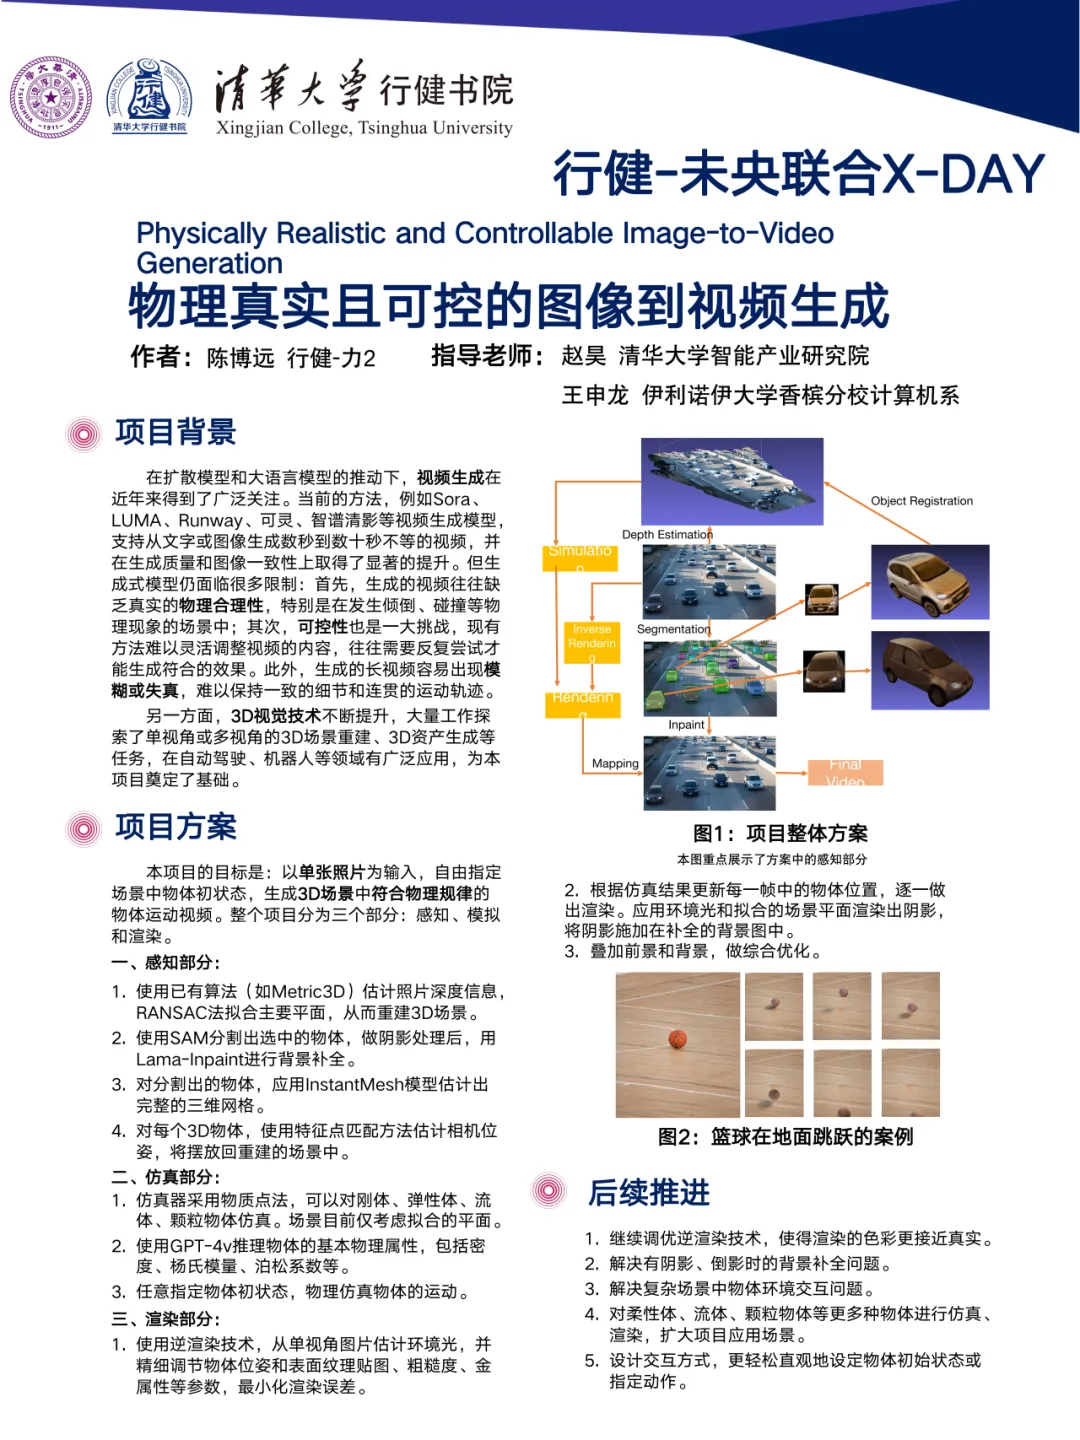 清华大学行健书院
Xingjian College, Tsinghua University
清华大学行健书院
XINGJIAN COLLEGE
TSINGHUA UNIVERSITY
TSINGHUA UNIVERSITY
-1911-
行健-未央联合X-DAY
Physically Realistic and Controllable Image-to-Video
Generation
物理真实且可控的图像到视频生成
作者：陈博远 行健-力2 指导老师：赵昊 清华大学智能产业研究院
王申龙 伊利诺伊大学香槟分校计算机系
项目背景
在扩散模型和大语言模型的推动下，视频生成在
近年来得到了广泛关注。当前的方法，例如Sora、
LUMA、Runway、可灵、智谱清影等视频生成模型，
支持从文字或图像生成数秒到数十秒不等的视频，并
在生成质量和图像一致性上取得了显著的提升。但生
成式模型仍面临很多限制：首先，生成的视频往往缺
乏真实的物理合理性，特别是在发生倾倒、碰撞等物
理现象的场景中；其次，可控性也是一大挑战，现有
方法难以灵活调整视频的内容，往往需要反复尝试才
能生成符合的效果。此外，生成的长视频容易出现模
糊或失真，难以保持一致的细节和连贯的运动轨迹。
另一方面，3D视觉技术不断提升，大量工作探
索了单视角或多视角的3D场景重建、3D资产生成等
任务，在自动驾驶、机器人等领域有广泛应用，为本
项目奠定了基础。
项目方案
本项目的目标是：以单张照片为输入，自由指定
场景中物体初状态，生成3D场景中符合物理规律的
物体运动视频。整个项目分为三个部分：感知、模拟
和渲染。
一、感知部分：
1. 使用已有算法（如Metric3D）估计照片深度信息，
RANSAC法拟合主要平面，从而重建3D场景。
2. 使用SAM分割出选中的物体，做阴影处理后，用
Lama-Inpaint进行背景补全。
3. 对分割出的物体，应用InstantMesh模型估计出
完整的三维网格。
4. 对每个3D物体，使用特征点匹配方法估计相机位
姿，将摆放回重建的场景中。
二、仿真部分：
1. 仿真器采用物质点法，可以对刚体、弹性体、流
体、颗粒物体仿真。场景目前仅考虑拟合的平面。
2. 使用GPT-4v推理物体的基本物理属性，包括密
度、杨氏模量、泊松系数等。
3. 任意指定物体初状态，物理仿真物体的运动。
三、渲染部分：
1. 使用逆渲染技术，从单视角图片估计环境光，并
精细调节物体位姿和表面纹理贴图、粗糙度、金
属性等参数，最小化渲染误差。
Object Registration
Depth Estimation
Simulatio
n
Inverse
Renderin
g
Segmentation
Renderin
g
Inpaint
Mapping
Final
Video
图1：项目整体方案
本图重点展示了方案中的感知部分
2. 根据仿真结果更新每一帧中的物体位置，逐一做
出渲染。应用环境光和拟合的场景平面渲染出阴影，
将阴影施加在补全的背景图中。
3. 叠加前景和背景，做综合优化。
图2：篮球在地面跳跃的案例
后续推进
1. 继续调优逆渲染技术，使得渲染的色彩更接近真实。
2. 解决有阴影、倒影时的背景补全问题。
3. 解决复杂场景中物体环境交互问题。
4. 对柔性体、流体、颗粒物体等更多种物体进行仿真、
渲染，扩大项目应用场景。
5. 设计交互方式，更轻松直观地设定物体初始状态或
指定动作。